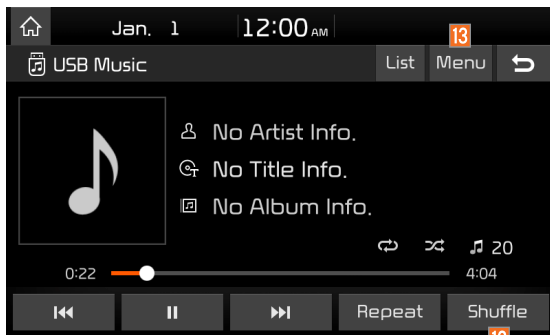 Jan. 1 12:00 AM
13
USB Music List Menu
No Artist Info.
No Title Info.
No Album Info.
20
0:22 4:04
Repeat Shuffle